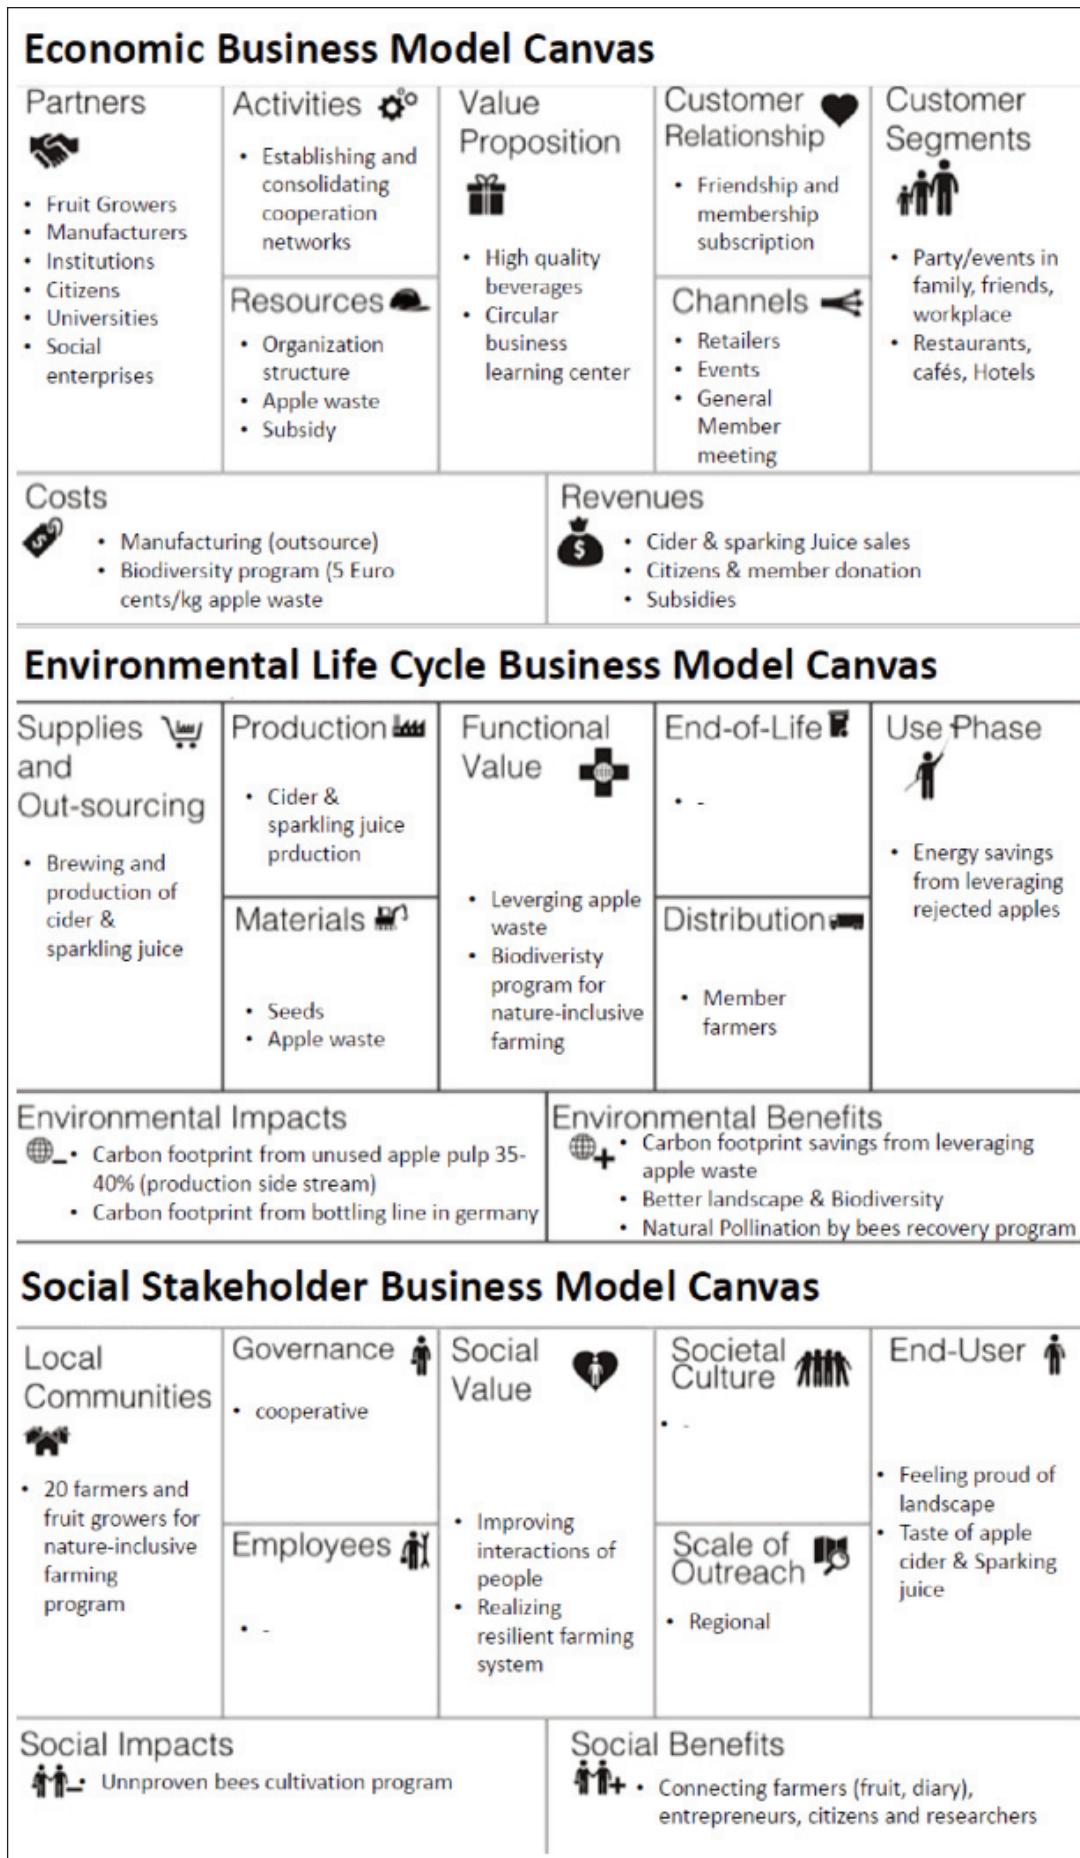 Economic Business Model Canvas
Partners
• Fruit Growers
• Manufacturers
• Institutions
• Citizens
• Universities
• Social
enterprises
Activities
• Establishing and
consolidating
cooperation
networks
Resources
• Organization
structure
• Apple waste
• Subsidy
Value
Proposition
• High quality
beverages
• Circular
business
learning center
Customer
Relationship
• Friendship and
membership
subscription
Channels
• Retailers
• Events
• General
Member
meeting
Customer
Segments
• Party/events in
family, friends,
workplace
• Restaurants,
cafés, Hotels
Costs
• Manufacturing (outsource)
• Biodiversity program (5 Euro
cents/kg apple waste
Revenues
$
• Cider & sparking Juice sales
• Citizens & member donation
• Subsidies
Environmental Life Cycle Business Model Canvas
Supplies
and
Out-sourcing
• Brewing and
production of
cider &
sparkling juice
Production
• Cider &
sparkling juice
prduction
Materials
• Seeds
• Apple waste
Functional
Value
• Leverging apple
waste
• Biodiveristy
program for
nature-inclusive
farming
End-of-Life
• -
Distribution
• Member
farmers
Use Phase
• Energy savings
from leveraging
rejected apples
Environmental Impacts
• Carbon footprint from unused apple pulp 35-
40% (production side stream)
• Carbon footprint from bottling line in germany
Environmental Benefits
• Carbon footprint savings from leveraging
apple waste
• Better landscape & Biodiversity
• Natural Pollination by bees recovery program
Social Stakeholder Business Model Canvas
Local
Communities
• 20 farmers and
fruit growers for
nature-inclusive
farming
program
Governance
• cooperative
Employees
• -
Social
Value
• Improving
interactions of
people
• Realizing
resilient farming
system
Societal
Culture
• -
Scale of
Outreach
• Regional
End-User
• Feeling proud of
landscape
• Taste of apple
cider & Sparking
juice
Social Impacts
• Unnproven bees cultivation program
Social Benefits
• Connecting farmers (fruit, diary),
entrepreneurs, citizens and researchers